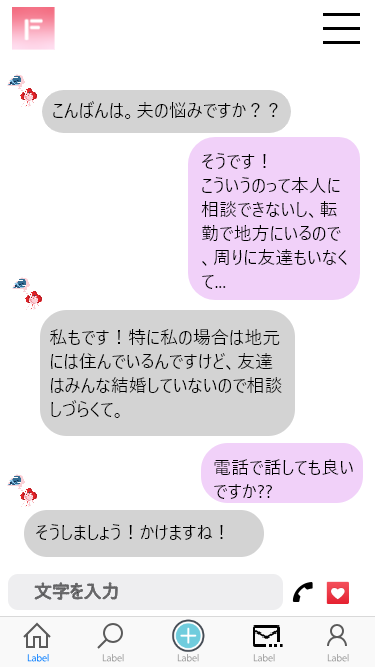 F
こんばんは。夫の悩みですか？？
そうです！
こういうのって本人に
相談できないし、転
勤で地方にいるので
、周りに友達もいなく
て...
私もです！特に私の場合は地元
には住んでいるんですけど、友達
はみんな結婚していないので相談
しづらくて。
電話で話しても良い
ですか??
そうしましょう！かけますね！
文字を入力
Label
Label
Label
Label
Label